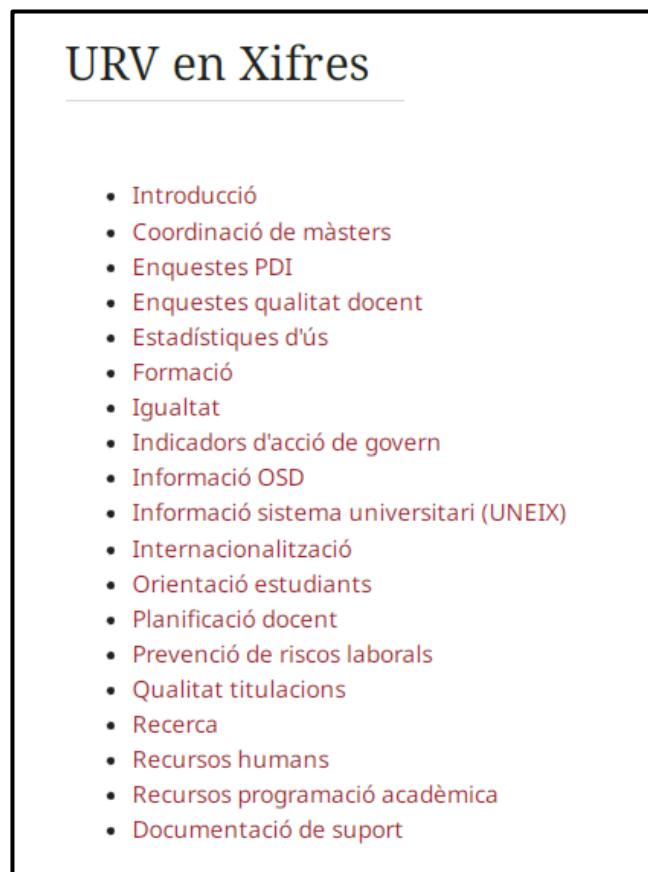 URV en Xifres
Introducció
Coordinació de màsters
Enquestes PDI
Enquestes qualitat docent
Estadístiques d'ús
Formació
Igualtat
Indicadors d'acció de govern
Informació OSD
Informació sistema universitari (UNEIX)
Internacionalització
Orientació estudiants
Planificació docent
Prevenció de riscos laborals
Qualitat titulacions
Recerca
Recursos humans
Recursos programació acadèmica
Documentació de suport